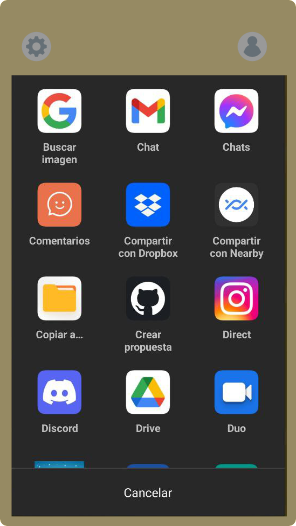 Buscar
imagen
Chat
Chats
Comentarios
Compartir
con Dropbox
Compartir
con Nearby
Copiar a...
Crear
propuesta
Direct
Discord
Drive
Duo
Cancelar